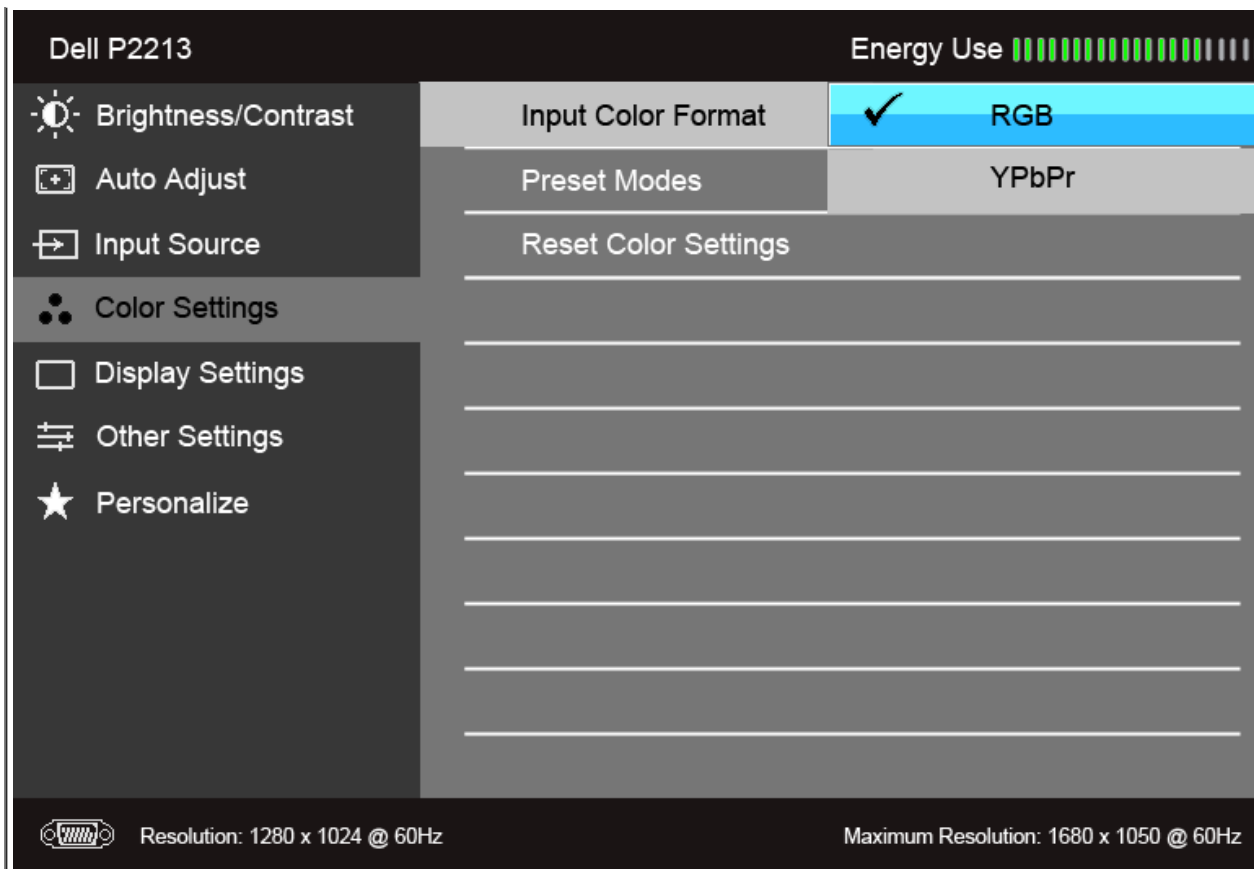 Dell P2213
Energy Use
Brightness/Contrast
Input Color Format
RGB
Auto Adjust
Preset Modes
YPbPr
Input Source
Reset Color Settings
Color Settings
Display Settings
Other Settings
Personalize
Resolution: 1280 x 1024 @ 60Hz
Maximum Resolution: 1680 x 1050 @ 60Hz